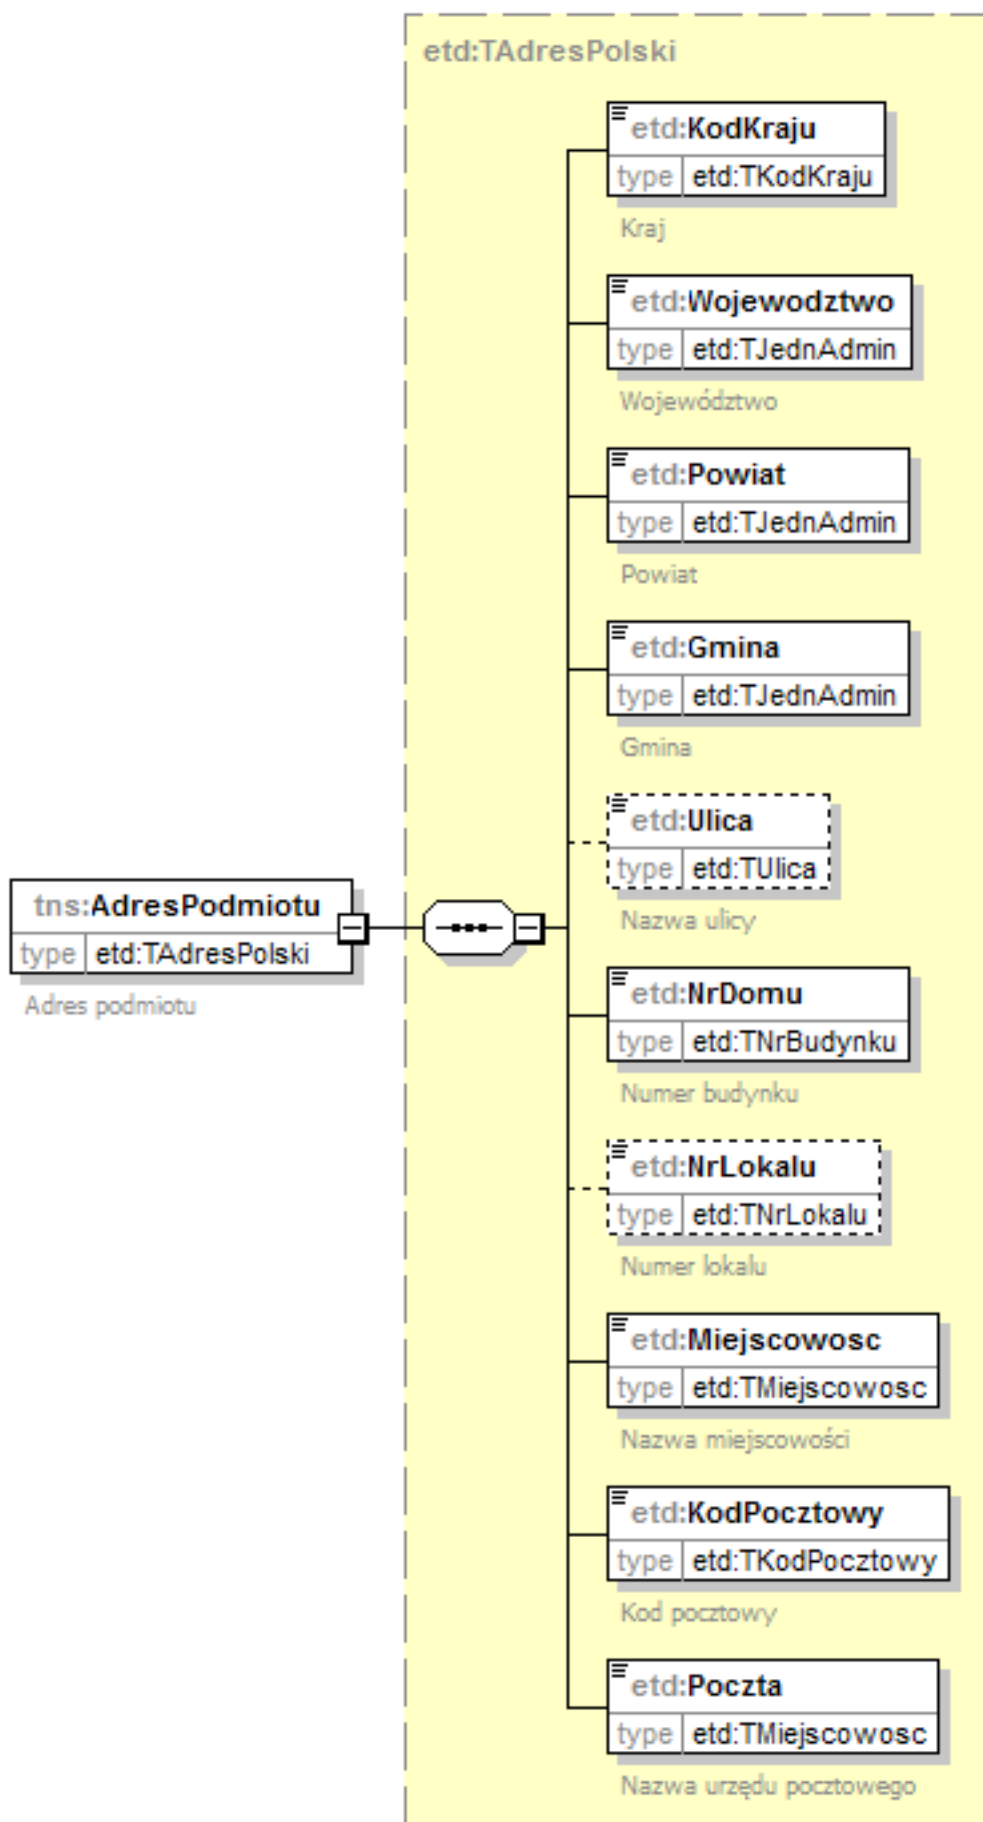 etd:TAdresPolski
etd:KodKraju
type etd:TKodKraju
Kraj
etd:Wojewodztwo
type etd:TJednAdmin
Województwo
etd:Powiat
type etd:TJednAdmin
Powiat
etd:Gmina
type etd:TJednAdmin
Gmina
etd:Ulica
type etd:TUlica
Nazwa ulicy
tns:AdresPodmiotu
type etd:TAdresPolski
Adres podmiotu
etd:NrDomu
type etd:TNrBudynku
Numer budynku
etd:NrLokalu
type etd:TNrLokalu
Numer lokalu
etd:Miejscowosc
type etd:TMiejscowosc
Nazwa miejscowości
etd:KodPocztowy
type etd:TKodPocztowy
Kod pocztowy
etd:Poczta
type etd:TMiejscowosc
Nazwa urzędu pocztowego